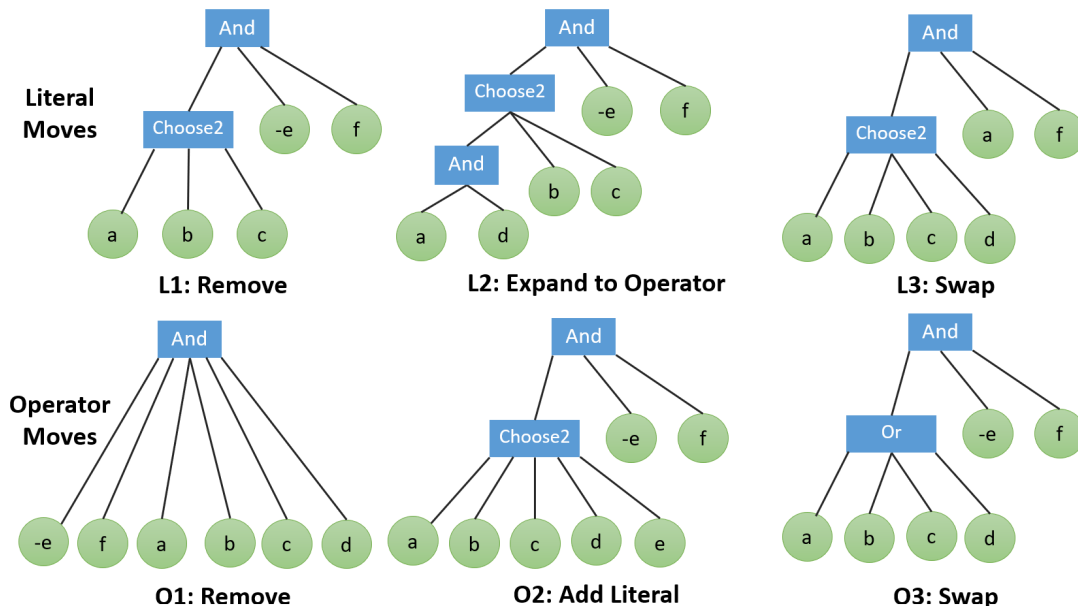 And
And
And
Literal
Moves
Choose2
-e
f
Choose2
-e
f
Choose2
a
f
And
a
b
c
a
d
b
c
a
b
c
d
L1: Remove
L2: Expand to Operator
L3: Swap
And
And
And
Operator
Moves
Choose2
-e
f
Or
-e
f
-e
f
a
b
c
d
a
b
c
d
e
a
b
c
d
O1: Remove
O2: Add Literal
O3: Swap